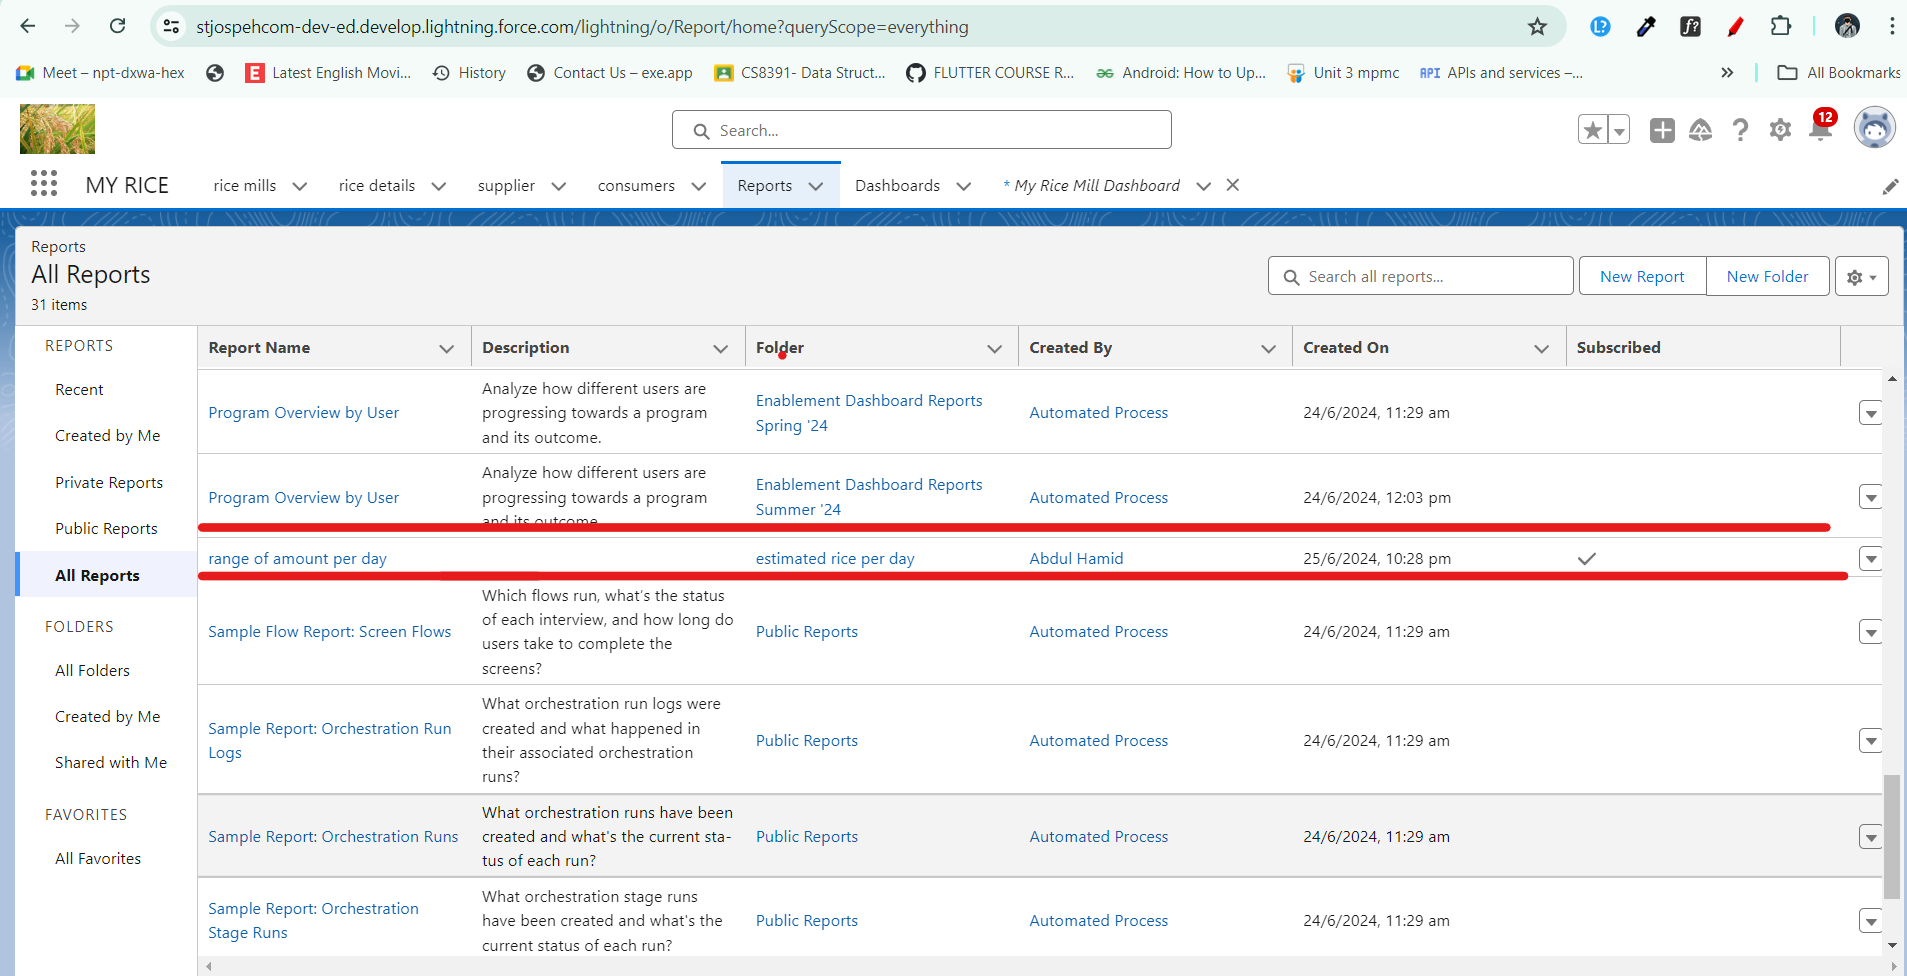 stjospehcom-dev-ed.develop.lightning.force.com/lightning/o/Report/home?queryScope=everything
Meet – npt-dxwa-hex
E Latest English Movi...
History
Contact Us – exe.app
CS8391- Data Struct...
FLUTTER COURSE R...
Android: How to Up...
Unit 3 mpmc
API APIs and services –...
All Bookmarks
Search...
12
MY RICE
rice mills
rice details
supplier
consumers
Reports
Dashboards
* My Rice Mill Dashboard
Reports
All Reports
31 items
Search all reports...
New Report
New Folder
REPORTS
Recent
Created by Me
Private Reports
Public Reports
All Reports
FOLDERS
All Folders
Created by Me
Shared with Me
FAVORITES
All Favorites
Report Name
Description
Folder
Created By
Created On
Subscribed
Program Overview by User
Analyze how different users are
progressing towards a program
and its outcome.
Enablement Dashboard Reports
Spring '24
Automated Process
24/6/2024, 11:29 am
Program Overview by User
Analyze how different users are
progressing towards a program
and its outcome.
Enablement Dashboard Reports
Summer '24
Automated Process
24/6/2024, 12:03 pm
range of amount per day
estimated rice per day
Abdul Hamid
25/6/2024, 10:28 pm
Sample Flow Report: Screen Flows
Which flows run, what's the status
of each interview, and how long do
users take to complete the
screens?
Public Reports
Automated Process
24/6/2024, 11:29 am
Sample Report: Orchestration Run
Logs
What orchestration run logs were
created and what happened in
their associated orchestration
runs?
Public Reports
Automated Process
24/6/2024, 11:29 am
Sample Report: Orchestration Runs
What orchestration runs have been
created and what's the current sta-
tus of each run?
Public Reports
Automated Process
24/6/2024, 11:29 am
Sample Report: Orchestration
Stage Runs
What orchestration stage runs
have been created and what's the
current status of each run?
Public Reports
Automated Process
24/6/2024, 11:29 am